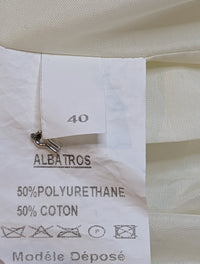 40
ALBATROS
50%POLYURETHANE
50% COTON
Modèle Déposé